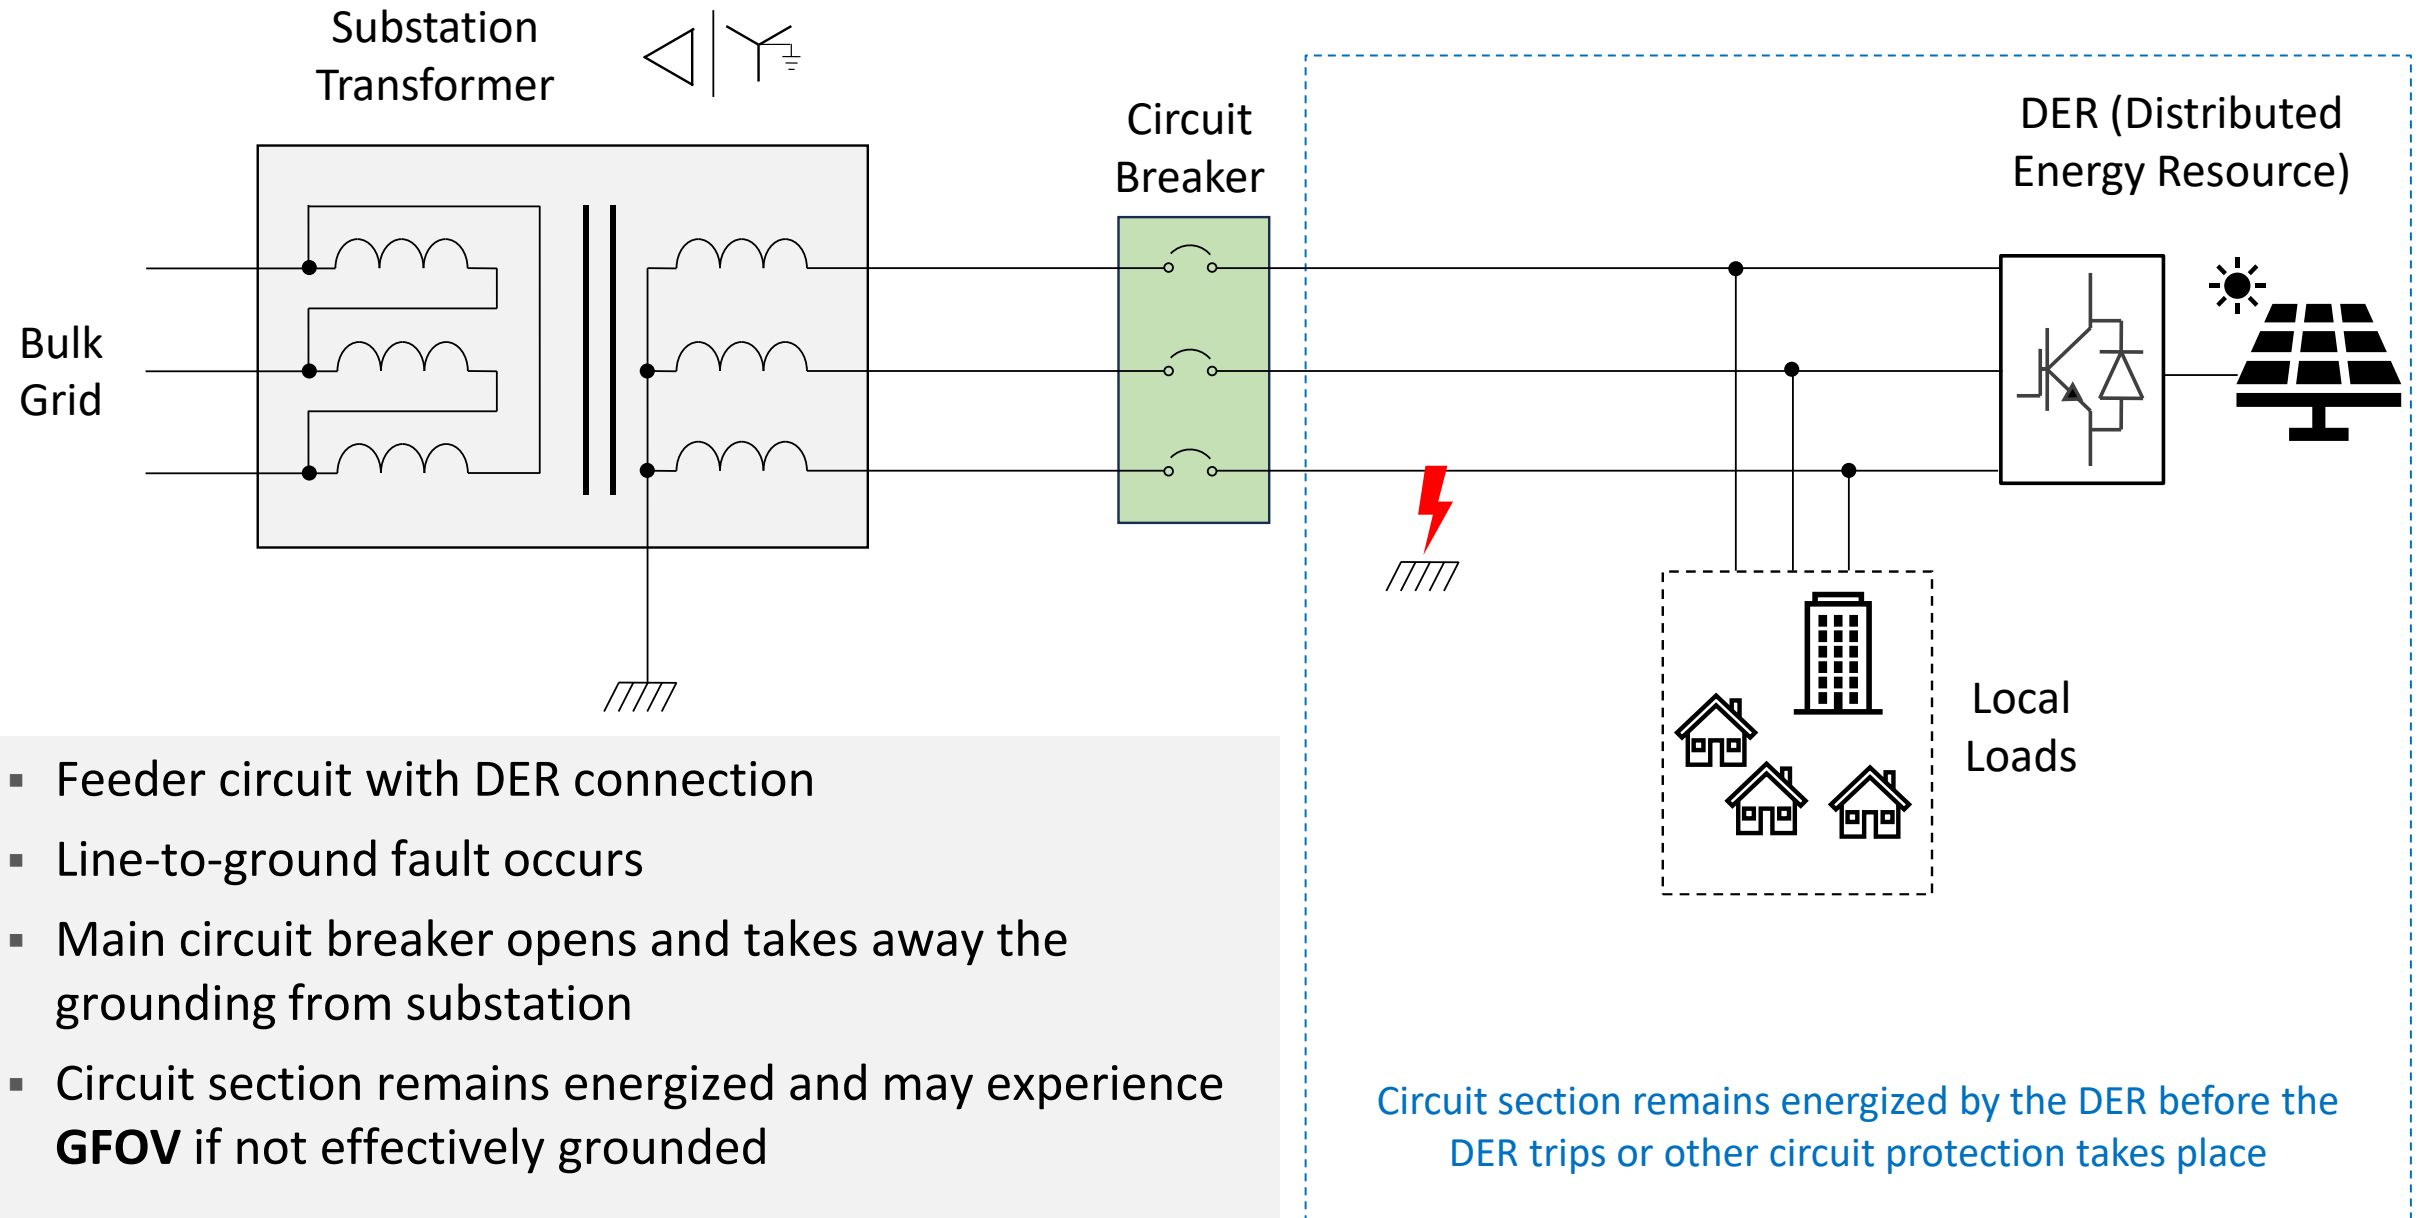 Substation
Transformer
Circuit
Breaker
DER (Distributed
Energy Resource)
Bulk
Grid
Local
Loads
▪ Feeder circuit with DER connection
▪ Line-to-ground fault occurs
▪ Main circuit breaker opens and takes away the
grounding from substation
▪ Circuit section remains energized and may experience
GFOV if not effectively grounded
Circuit section remains energized by the DER before the
DER trips or other circuit protection takes place